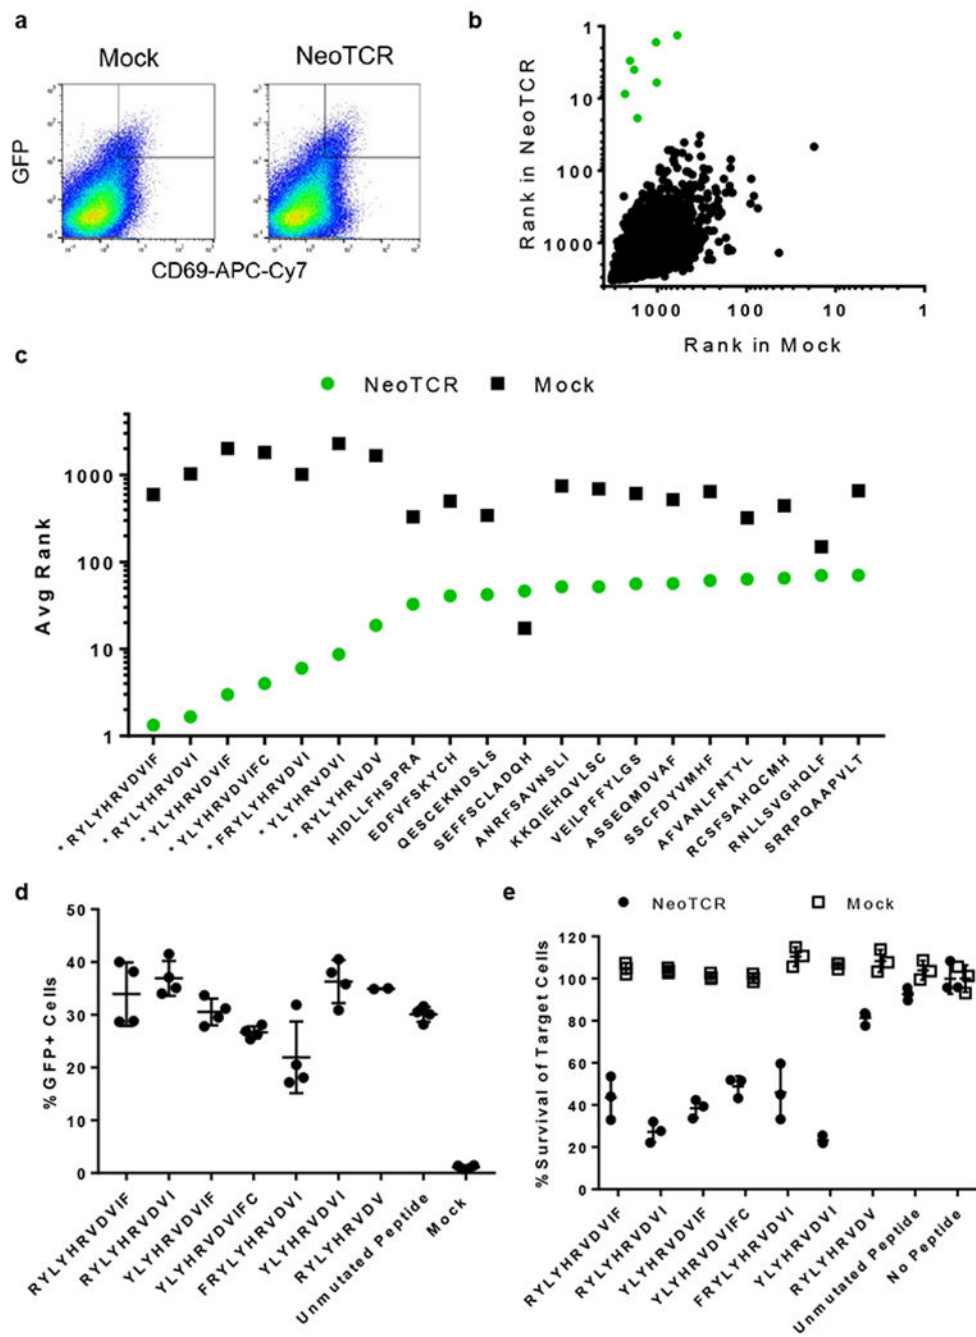 a
Mock
NeoTCR
GFP
CD69-APC-Cy7
b
Rank in NeoTCR
1
10
100
1000
1000 100 10 1
Rank in Mock
c
NeoTCR Mock
Avg Rank
1000
100
10
1
*RYLYHRVDVIF
*RYLYHRVDVI
*YLYHRVDVIF
*YLYHRVDVIFC
*FRYLYHRVDVI
*YLYHRVDVI
*RYLYHRVDV
HIDLLFHSPRA
EDVFSKYCH
QESCEKNDSLS
SEFFSCLADQH
ANRFSAVNSLI
KKQIEHQVLSC
VEILPFFYLGS
ASSEQMDVAF
SSCFDYVMHF
AFVANLFNTYL
RCSFSAHQCMH
RNLLSVGHQLF
SRRPQAAPVLT
d
%GFP+ Cells
50
40
30
20
10
0
RYLYHRVDVIF
RYLYHRVDVI
YLYHRVDVIF
YLYHRVDVIFC
FRYLYHRVDVI
YLYHRVDVI
RYLYHRVDV
Unmutated Peptide
Mock
e
NeoTCR Mock
%Survival of Target Cells
120
100
80
60
40
20
0
RYLYHRVDVIF
RYLYHRVDVI
YLYHRVDVIF
YLYHRVDVIFC
FRYLYHRVDVI
YLYHRVDVI
RYLYHRVDV
Unmutated Peptide
No Peptide